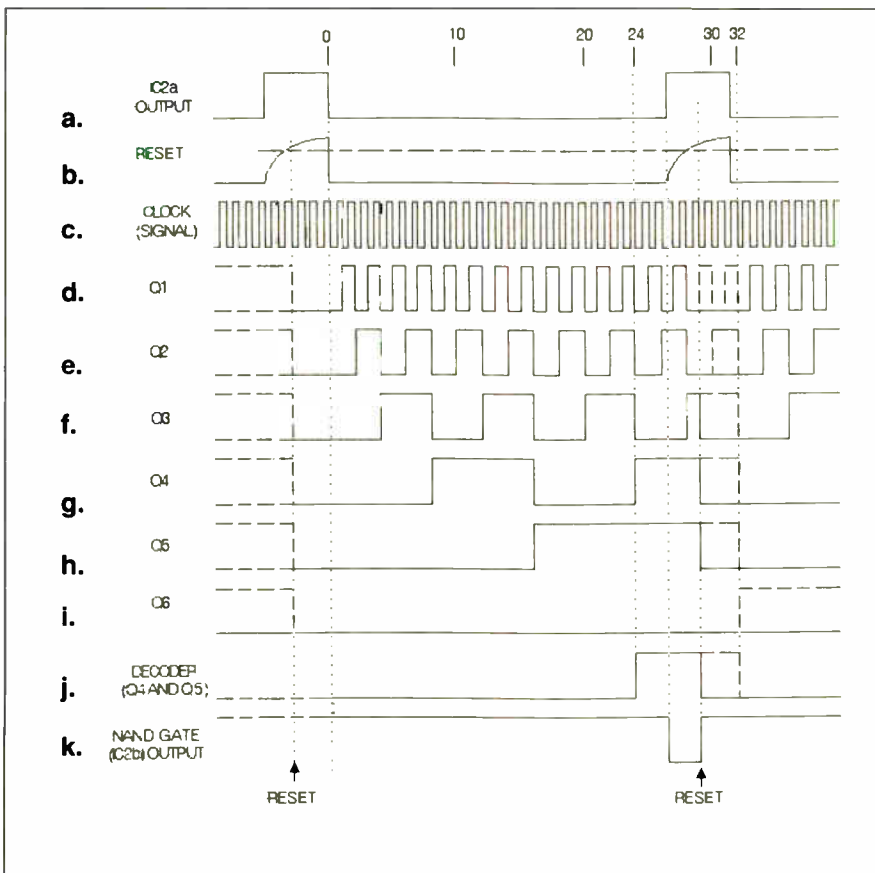 0 10 20 24 30 32
IC2a
OUTPUT
a.
RESET
b.
CLOCK
(SIGNAL)
c.
Q1
d.
Q2
e.
Q3
f.
Q4
g.
Q5
h.
Q6
i.
DECODER
(Q4 AND Q5)
j.
NAND GATE
(IC2b) OUTPUT
k.
RESET RESET